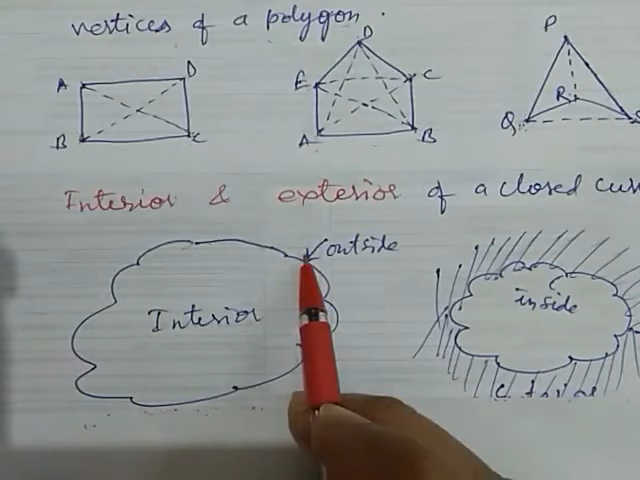 vertices of a polygon.
A D
B C
D
E C
A B
P
R
Q S
Interior & exterior of a closed cur
outside
Interior
inside